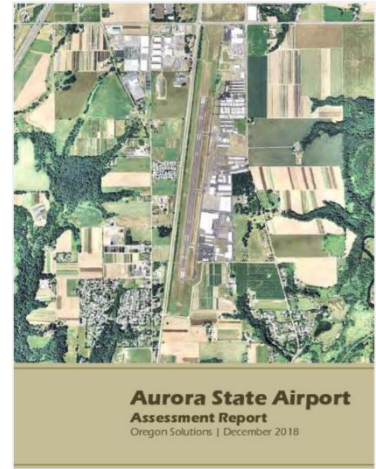 Aurora State Airport
Assessment Report
Oregon Solutions | December 2018